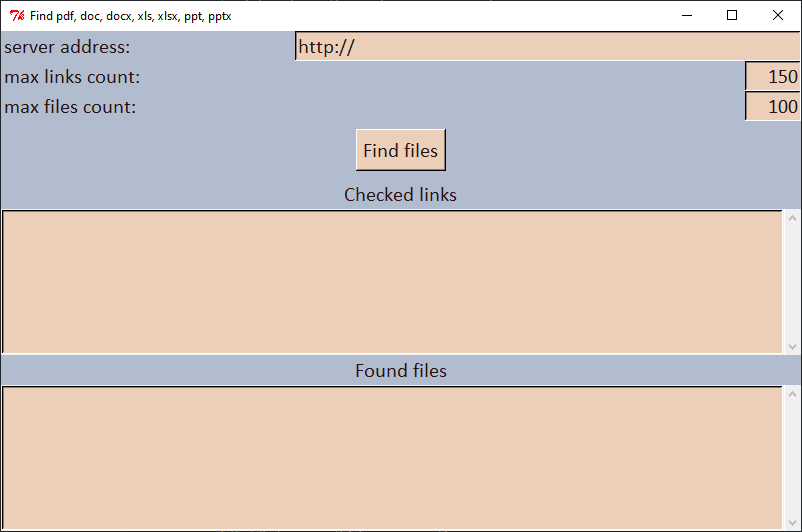 Find pdf, doc, docx, xls, xlsx, ppt, pptx
server address: http://
max links count: 150
max files count: 100
Find files
Checked links
Found files